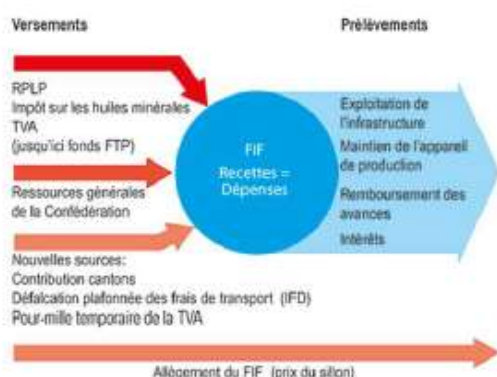 Versements
Prélèvements
RPLP
Impôt sur les huiles minérales
TVA
(jusqu'ici fonds FTP)
Ressources générales
de la Confédération
Nouvelles sources:
Contribution cantons
Défalcation plafonnée des frais de transport (IFD)
Pour-mille temporaire de la TVA
FIF
Recettes =
Dépenses
Exploitation de
l'infrastructure
Maintien de l'appareil
de production
Remboursement des
avances
Intérêts
Allègement du FIF (prix du sillon)